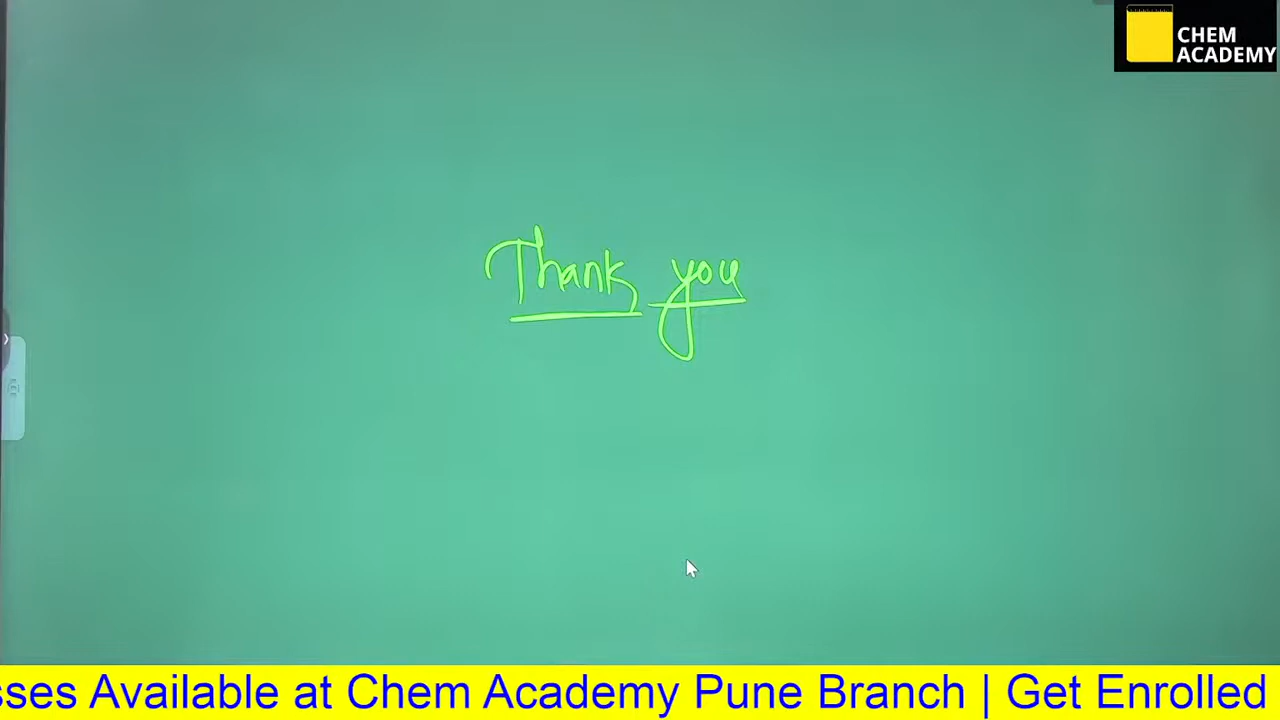 CHEM
ACADEMY
Thank you
sses Available at Chem Academy Pune Branch | Get Enrolled